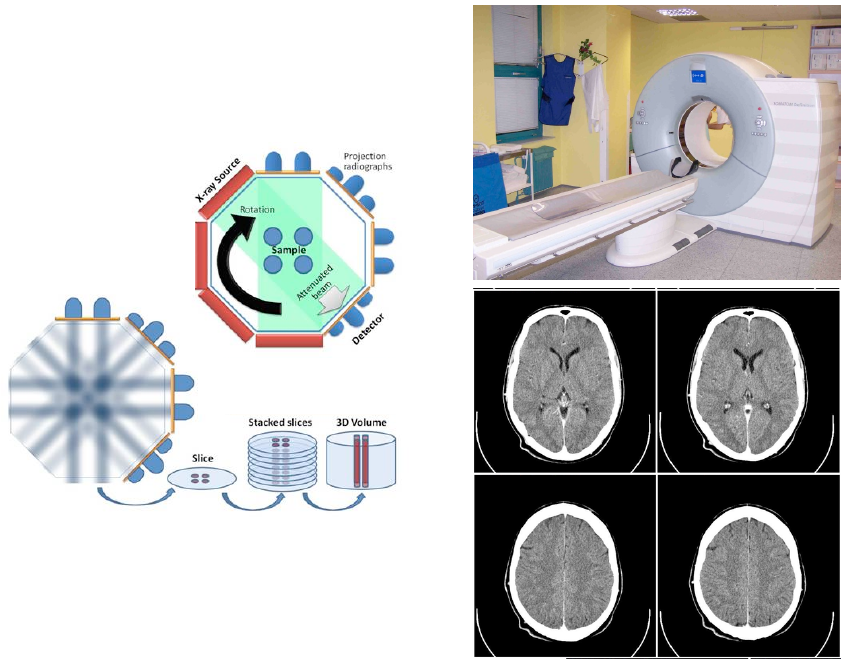 Projection
radiographs
X-ray Source
Rotation
Sample
Attenuated
beam
Detector
Stacked slices
3D Volume
Slice